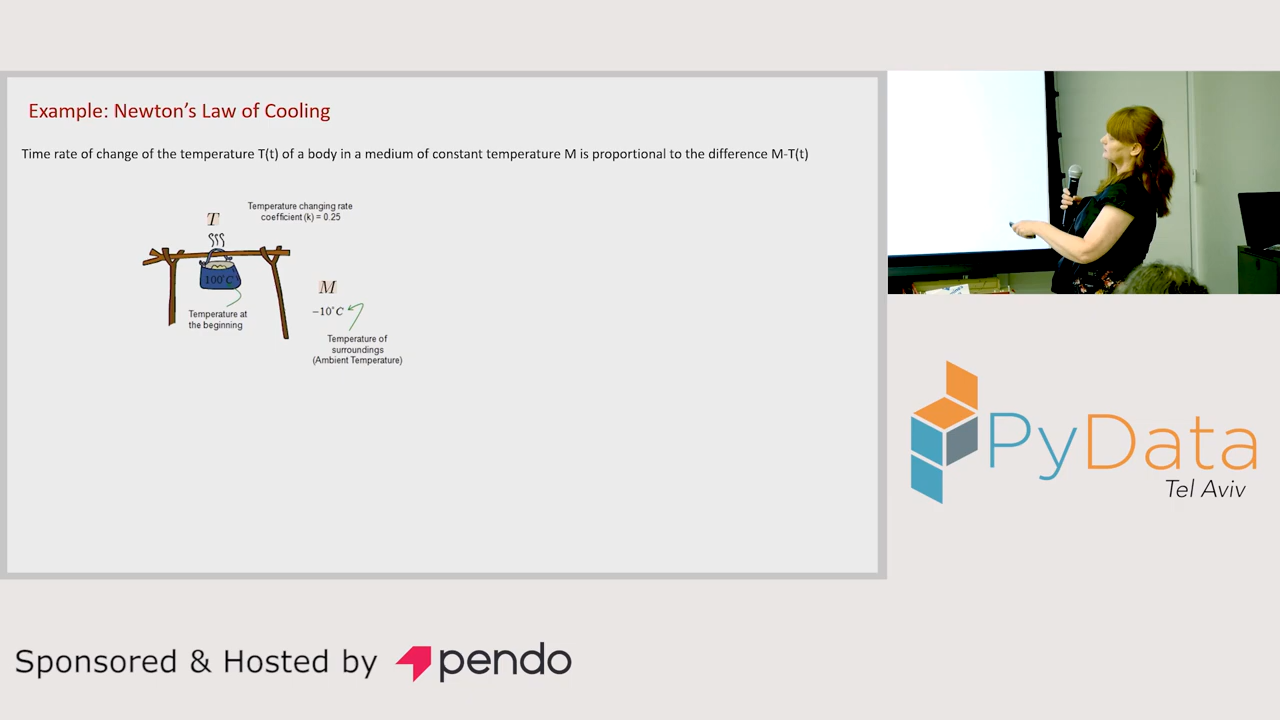 Example: Newton's Law of Cooling
Time rate of change of the temperature T(t) of a body in a medium of constant temperature M is proportional to the difference M-T(t)
T
Temperature changing rate
coefficient (k) = 0.25
100°C
Temperature at
the beginning
M
−10°C
Temperature of
surroundings
(Ambient Temperature)
PyData
Tel Aviv
Sponsored & Hosted by pendo